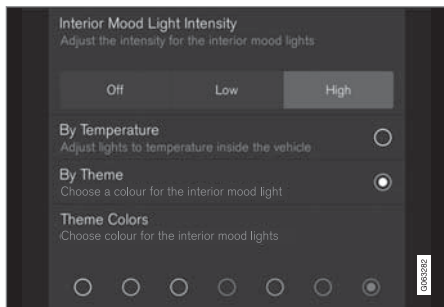 Interior Mood Light Intensity
Adjust the intensity for the interior mood lights
Off Low High
By Temperature
Adjust lights to temperature inside the vehicle
By Theme
Choose a colour for the interior mood light
Theme Colors
Choose colour for the interior mood lights
G063282